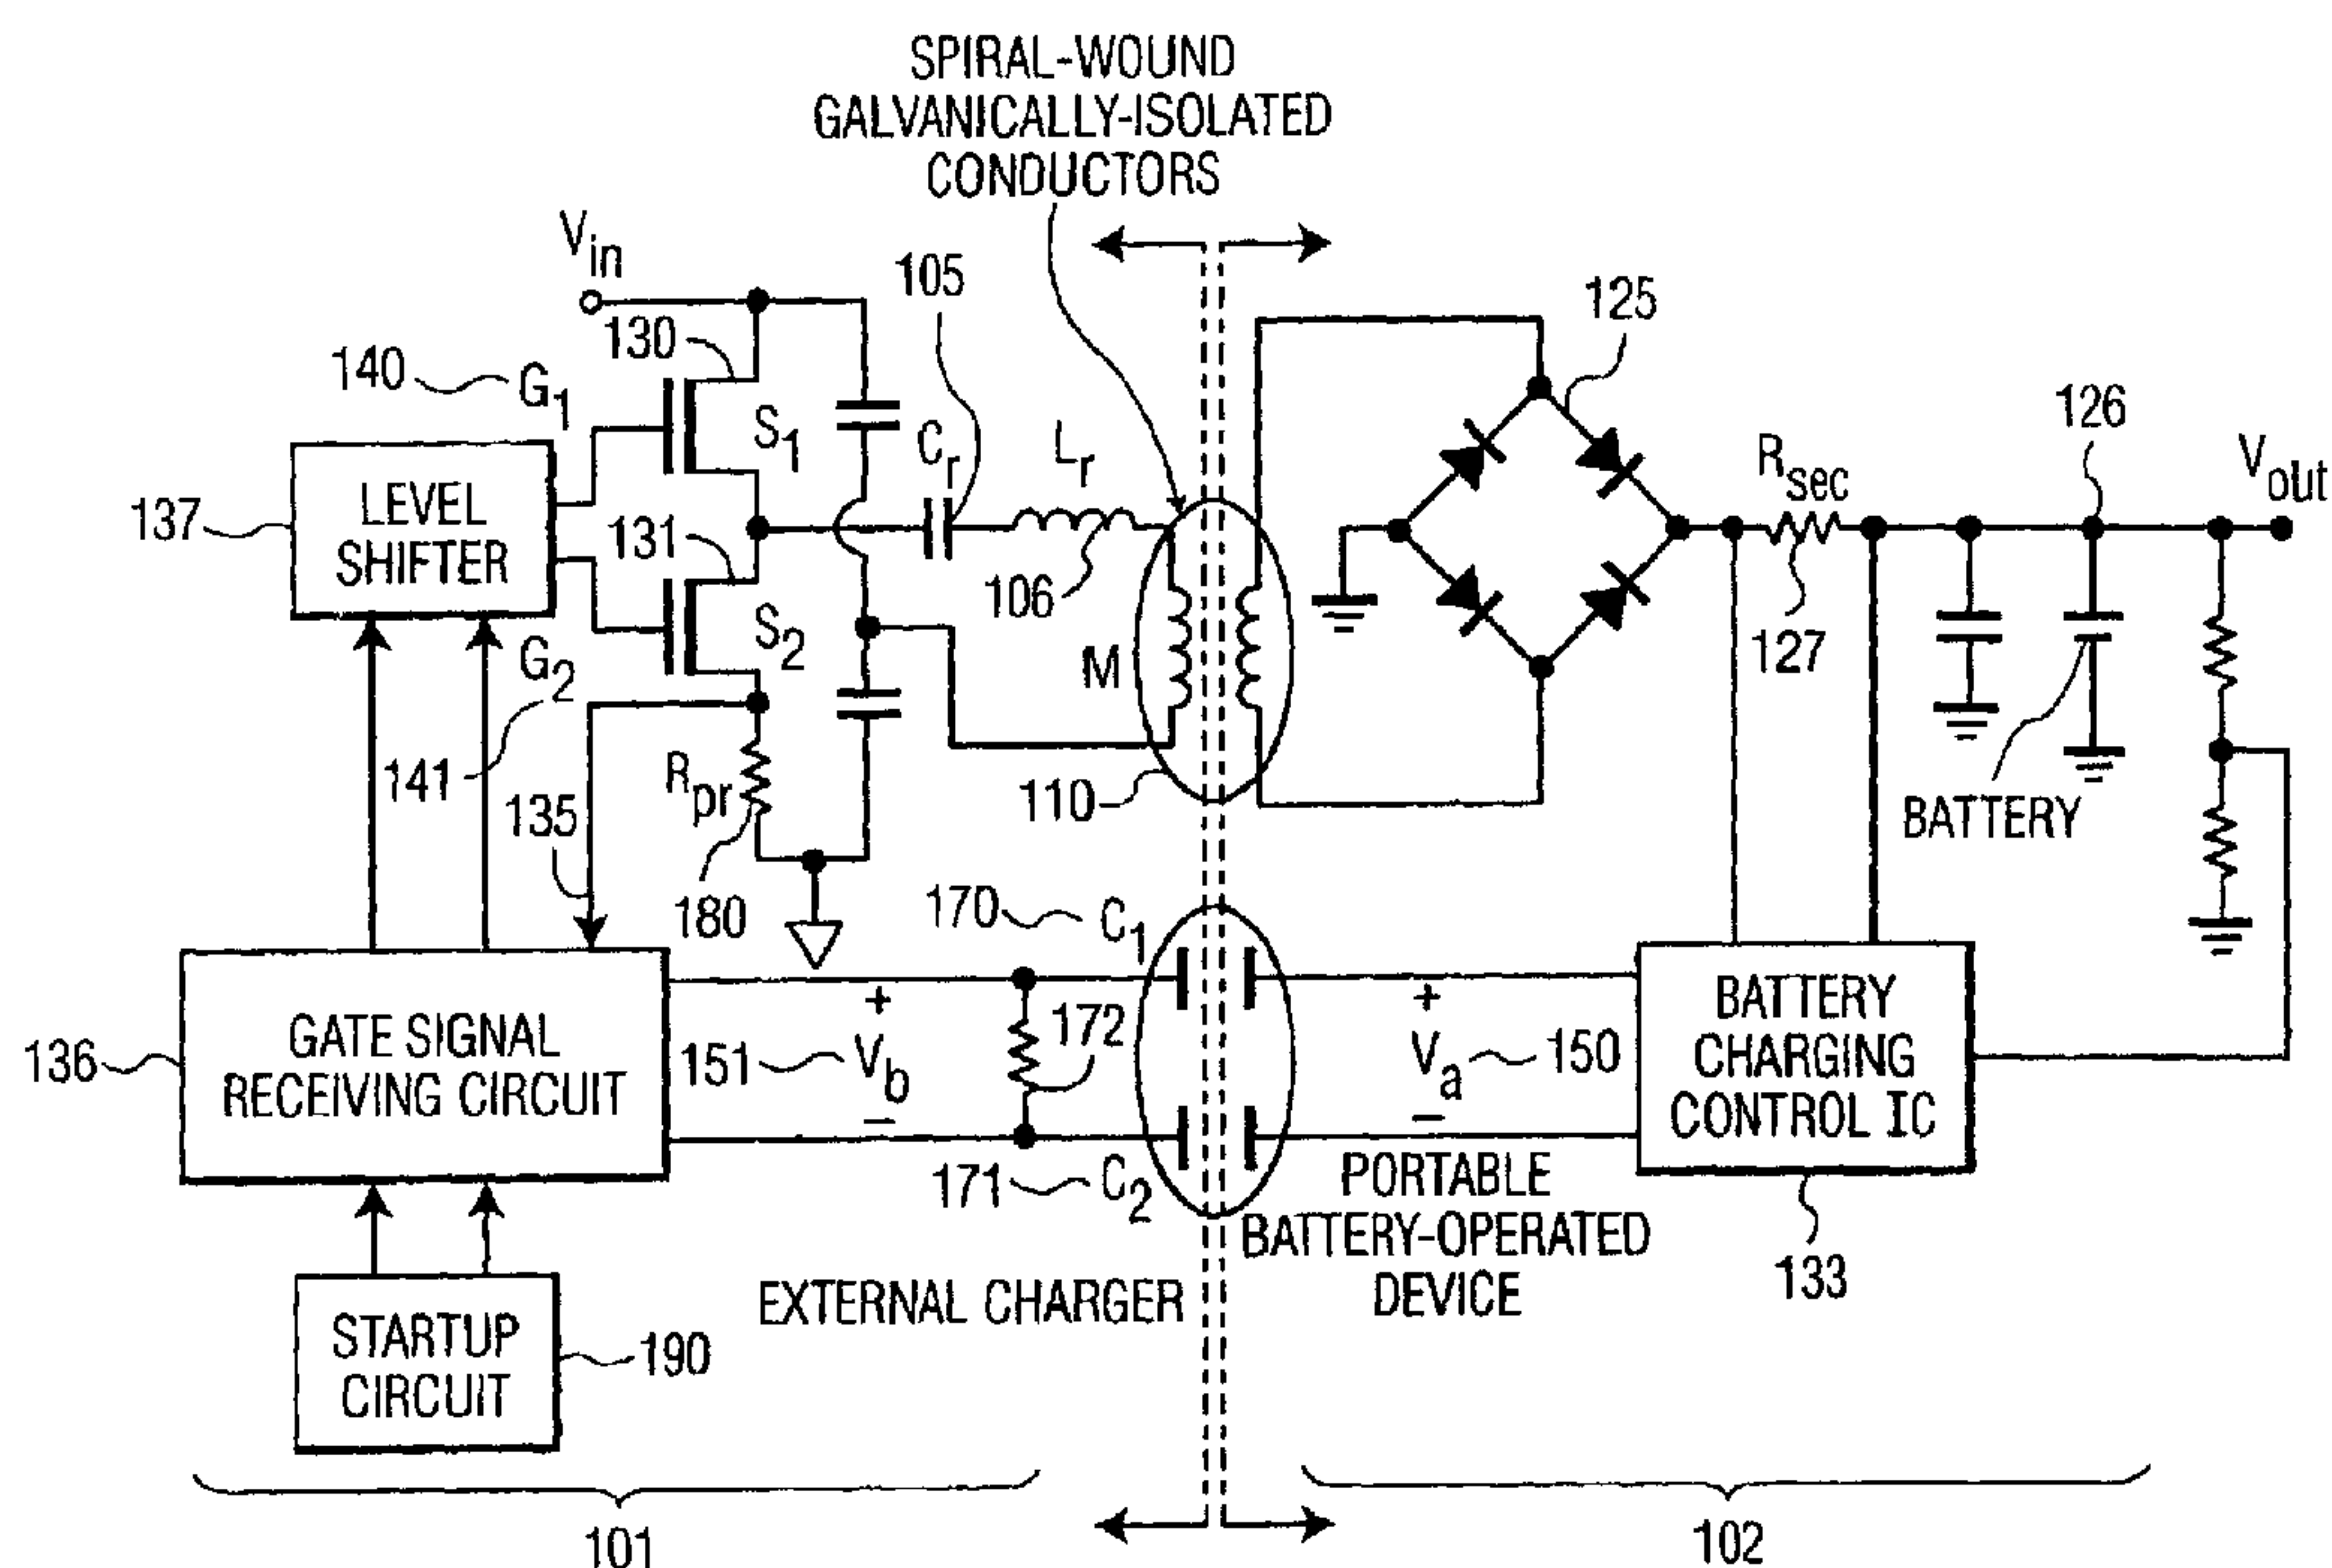 SPIRAL-WOUND
GALVANICALLY-ISOLATED
CONDUCTORS
Vin
105
125
130
140
G1
126
S1
Cr
Lr
Rsec
Vout
LEVEL
SHIFTER
137
131
106
S2
127
G2
M
141
135
Rpr
110
BATTERY
180
170
C1
BATTERY
CHARGING
CONTROL IC
+
172
+
GATE SIGNAL
RECEIVING CIRCUIT
136
151
Vb
Va
150
–
–
171
C2
PORTABLE
BATTERY-OPERATED
DEVICE
133
EXTERNAL CHARGER
STARTUP
CIRCUIT
190
101
102